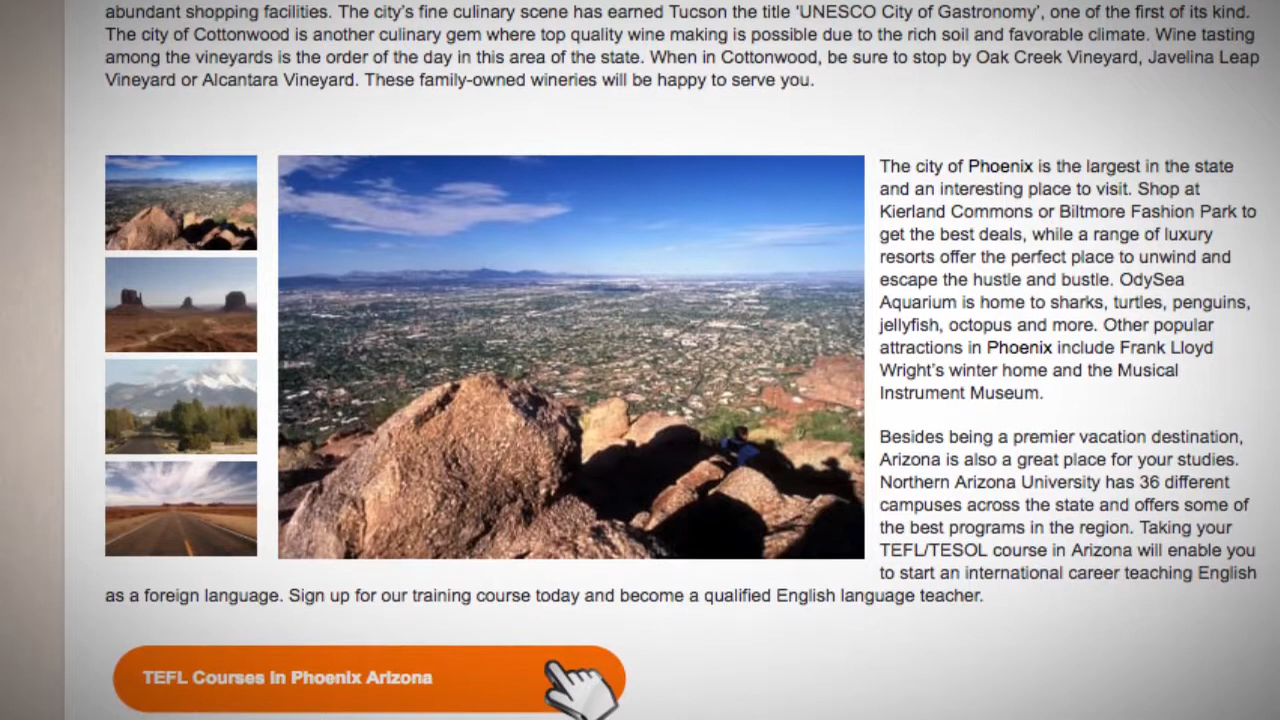 abundant shopping facilities. The city's fine culinary scene has earned Tucson the title 'UNESCO City of Gastronomy', one of the first of its kind.
The city of Cottonwood is another culinary gem where top quality wine making is possible due to the rich soil and favorable climate. Wine tasting
among the vineyards is the order of the day in this area of the state. When in Cottonwood, be sure to stop by Oak Creek Vineyard, Javelina Leap
Vineyard or Alcantara Vineyard. These family-owned wineries will be happy to serve you.
The city of Phoenix is the largest in the state
and an interesting place to visit. Shop at
Kierland Commons or Biltmore Fashion Park to
get the best deals, while a range of luxury
resorts offer the perfect place to unwind and
escape the hustle and bustle. OdySea
Aquarium is home to sharks, turtles, penguins,
jellyfish, octopus and more. Other popular
attractions in Phoenix include Frank Lloyd
Wright's winter home and the Musical
Instrument Museum.
Besides being a premier vacation destination,
Arizona is also a great place for your studies.
Northern Arizona University has 36 different
campuses across the state and offers some of
the best programs in the region. Taking your
TEFL/TESOL course in Arizona will enable you
to start an international career teaching English
as a foreign language. Sign up for our training course today and become a qualified English language teacher.
TEFL Courses in Phoenix Arizona